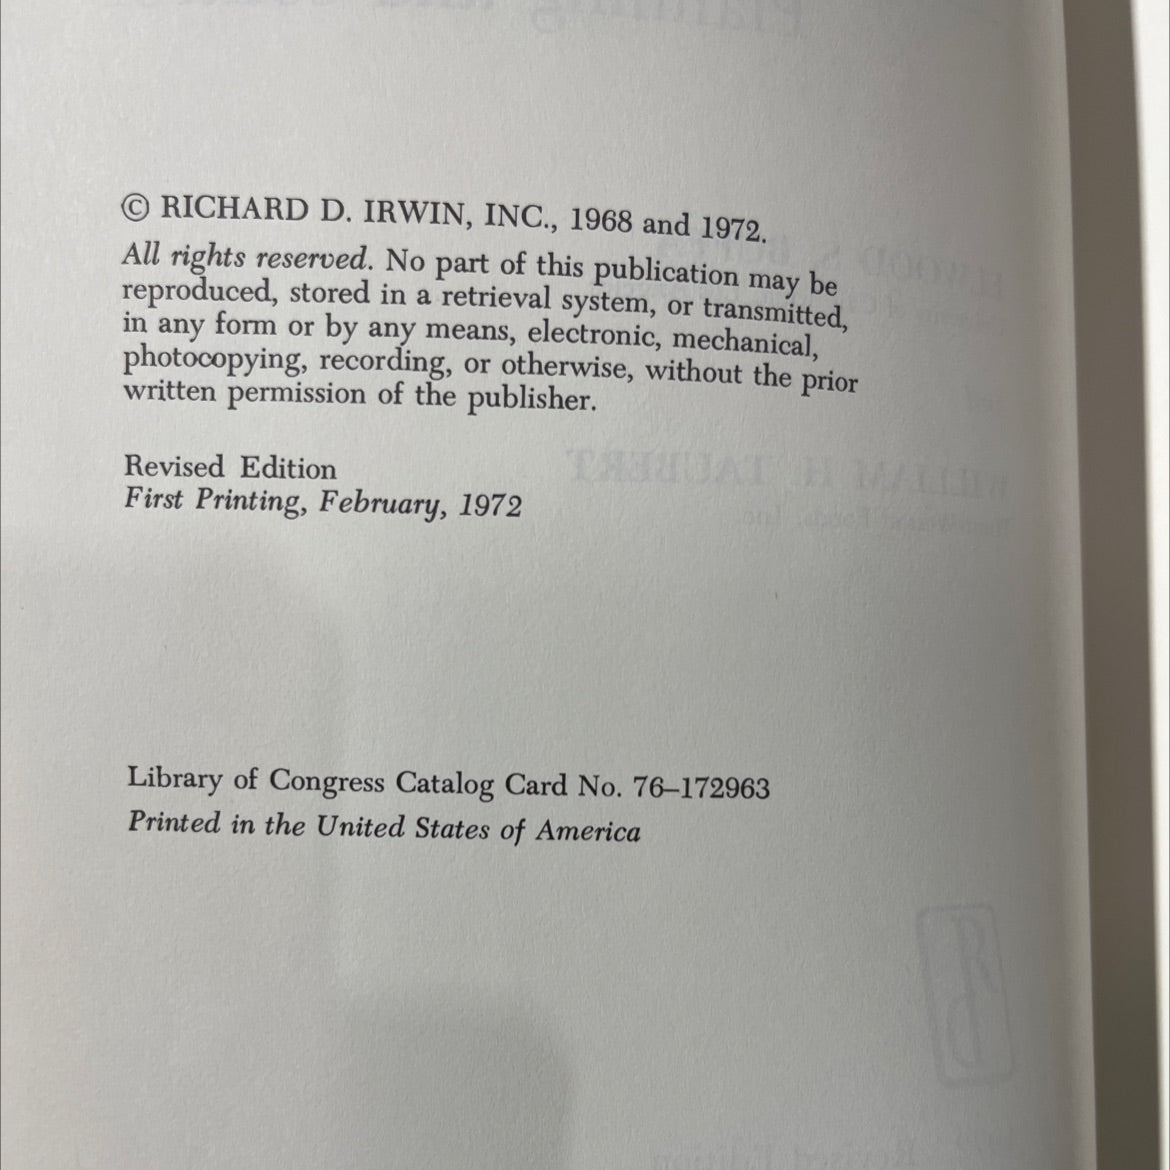 © RICHARD D. IRWIN, INC., 1968 and 1972.
All rights reserved. No part of this publication may be
reproduced, stored in a retrieval system, or transmitted,
in any form or by any means, electronic, mechanical,
photocopying, recording, or otherwise, without the prior
written permission of the publisher.
Revised Edition
First Printing, February, 1972
Library of Congress Catalog Card No. 76–172963
Printed in the United States of America